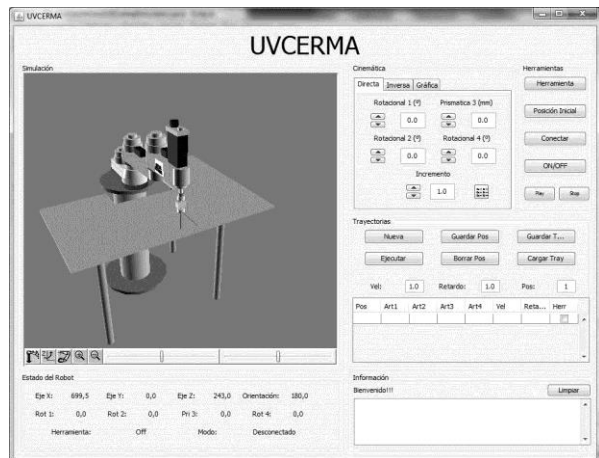 UVCERMA
UVCERMA
Simulación
Cinemática
Directa Inversa Gráfica
Rotacional 1 (º) Prismatica 3 (mm)
0.0 0.0
Rotacional 2 (º) Rotacional 4 (º)
0.0 0.0
Incremento
1.0
Herramientas
Herramienta
Posición Inicial
Conectar
ON/OFF
Play Stop
Trayectorias
Nueva Guardar Pos Guardar T...
Ejecutar Borrar Pos Cargar Tray
Vel: 1.0 Retardo: 1.0 Pos: 1
Pos Art1 Art2 Art3 Art4 Vel Reta... Herr
Estado del Robot
Eje X: 699,5 Eje Y: 0,0 Eje Z: 243,0 Orientación: 180,0
Rot 1: 0,0 Rot 2: 0,0 Pri 3: 0,0 Rot 4: 0,0
Herramienta: Off Modo: Desconectado
Información
Bienvenido!!! Limpiar